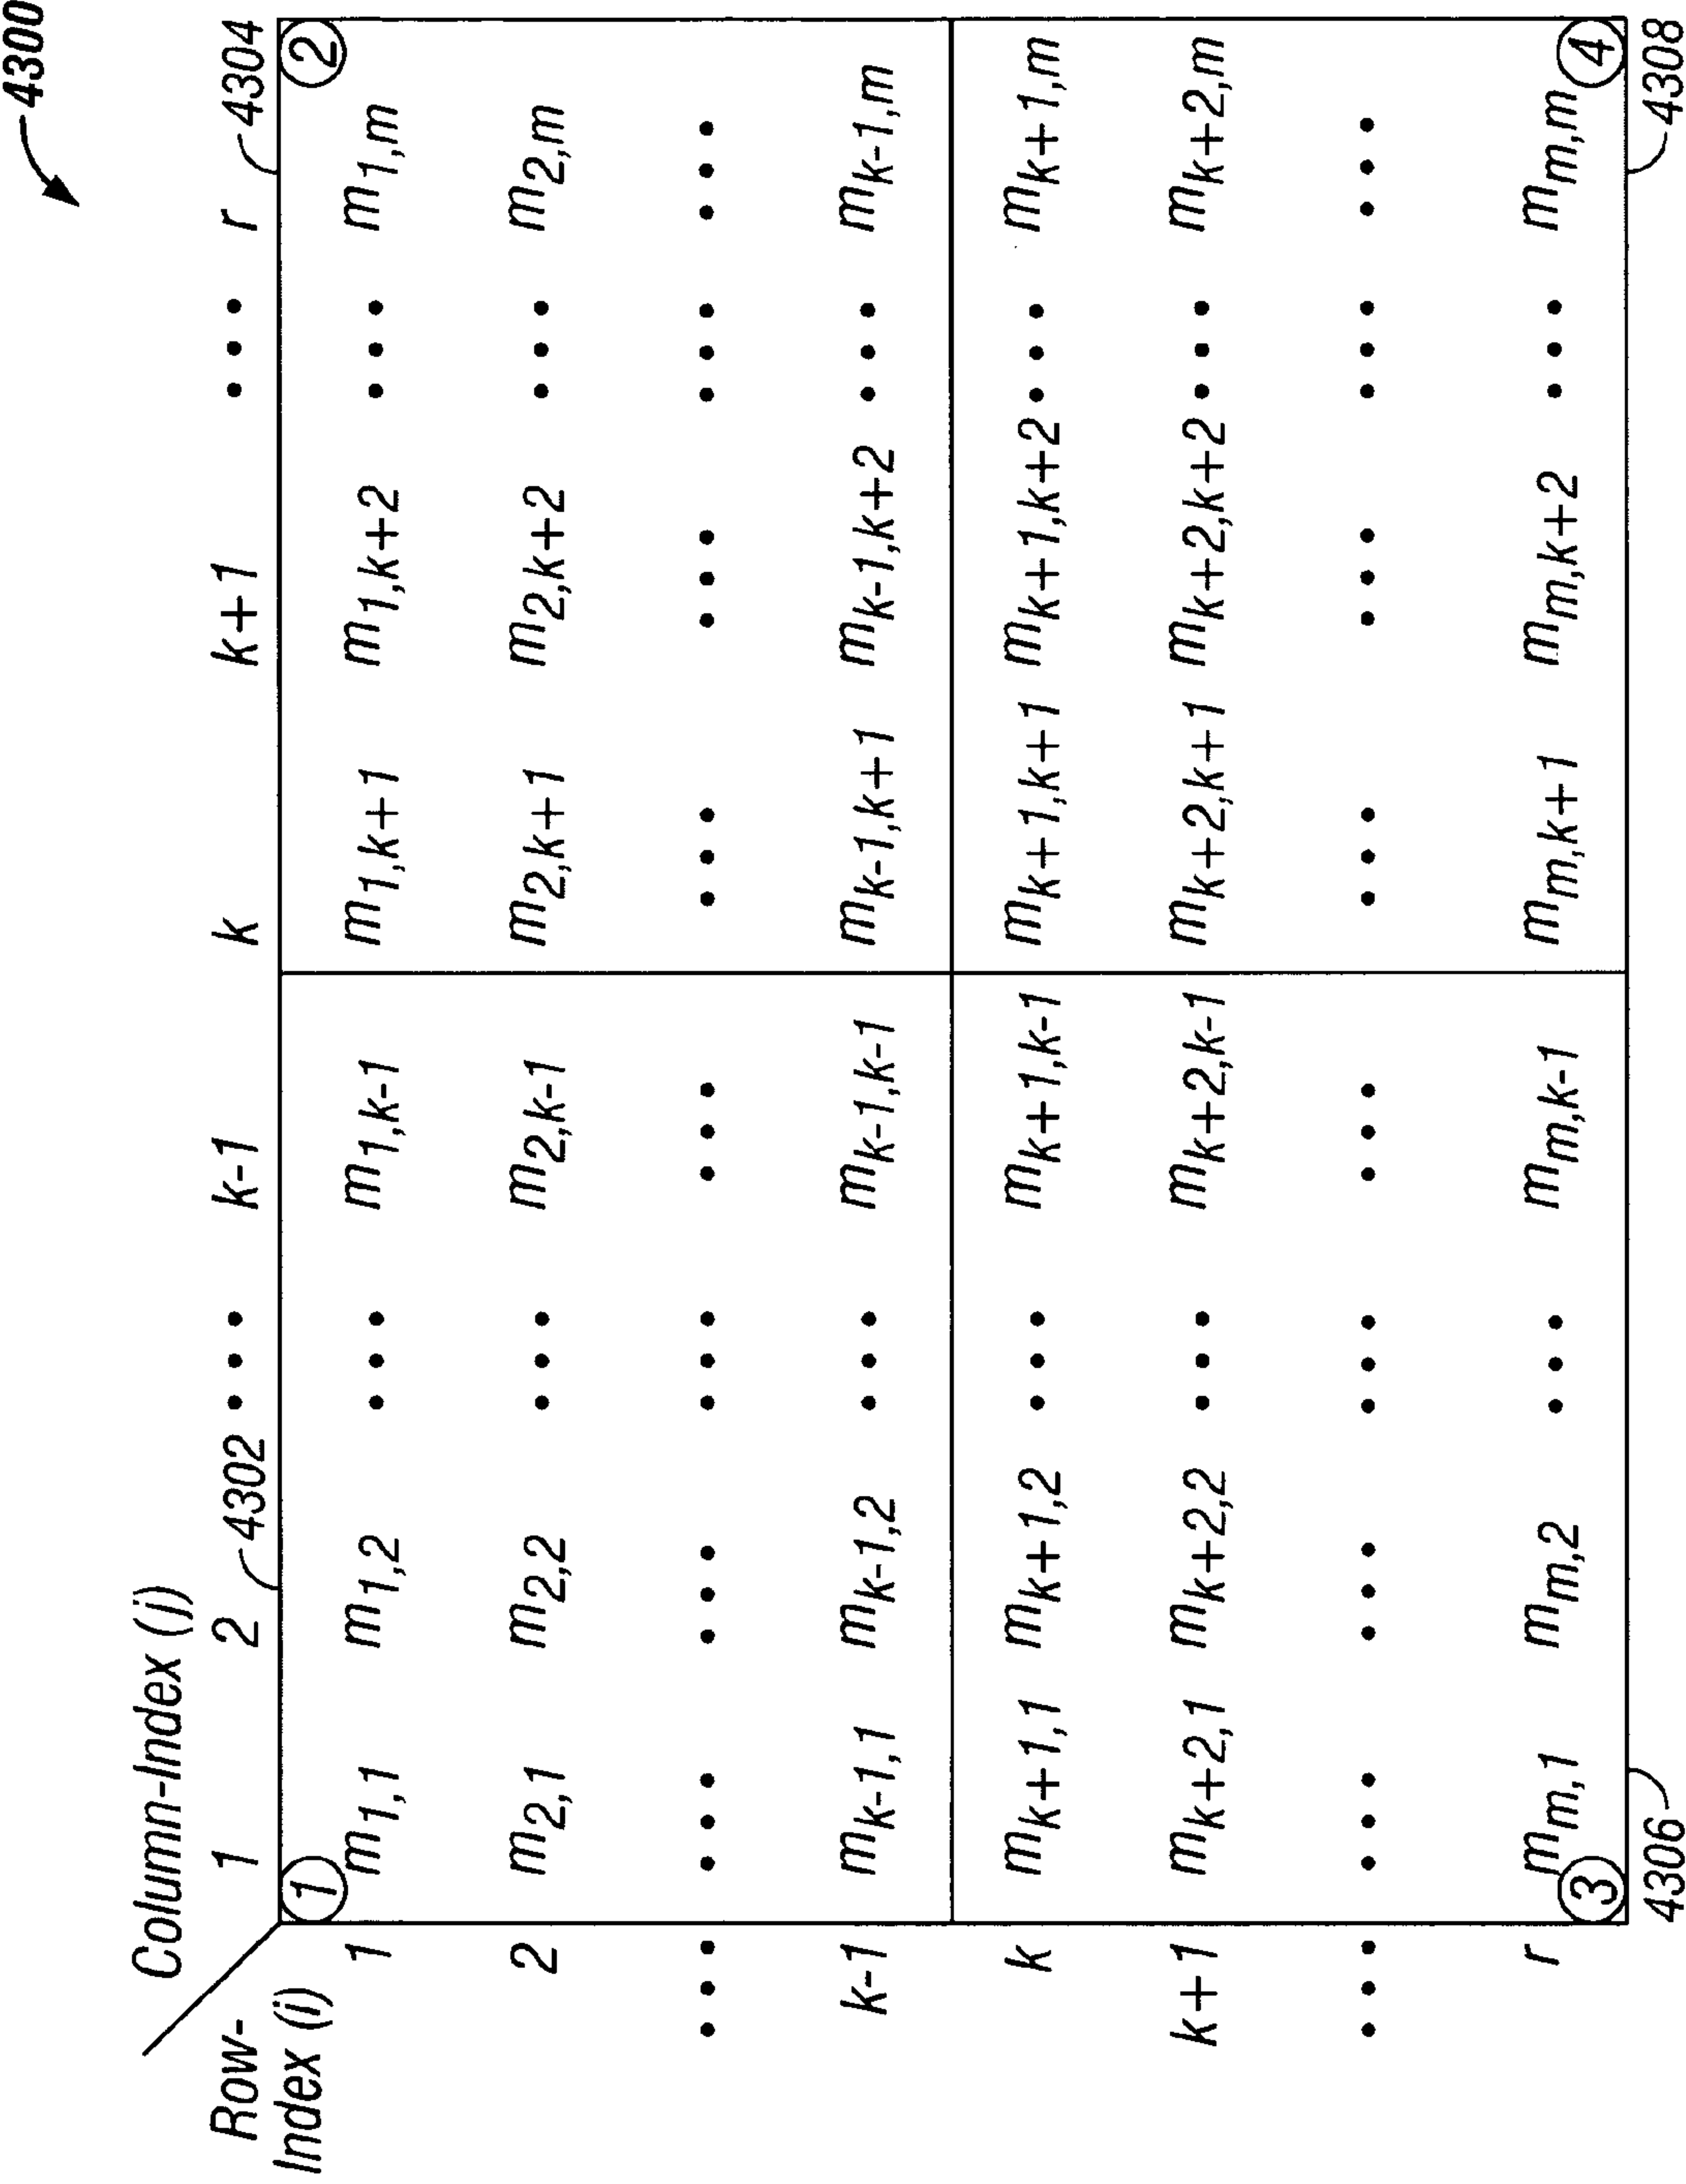 4300
Column-Index (j)
Row-Index (i)
1 2 ••• k-1 k k+1 ••• r
4302 4304
① ②
1 m1,1 m1,2 ••• m1,k-1 m1,k+1 m1,k+2 ••• m1,m
2 m2,1 m2,2 ••• m2,k-1 m2,k+1 m2,k+2 ••• m2,m
••• ••• ••• ••• ••• ••• ••• ••• •••
k-1 mk-1,1 mk-1,2 ••• mk-1,k-1 mk-1,k+1 mk-1,k+2 ••• mk-1,m
k mk+1,1 mk+1,2 ••• mk+1,k-1 mk+1,k+1 mk+1,k+2 ••• mk+1,m
k+1 mk+2,1 mk+2,2 ••• mk+2,k-1 mk+2,k+1 mk+2,k+2 ••• mk+2,m
••• ••• ••• ••• ••• ••• ••• ••• •••
r mm,1 mm,2 ••• mm,k-1 mm,k+1 mm,k+2 ••• mm,m
③ ④
4306 4308